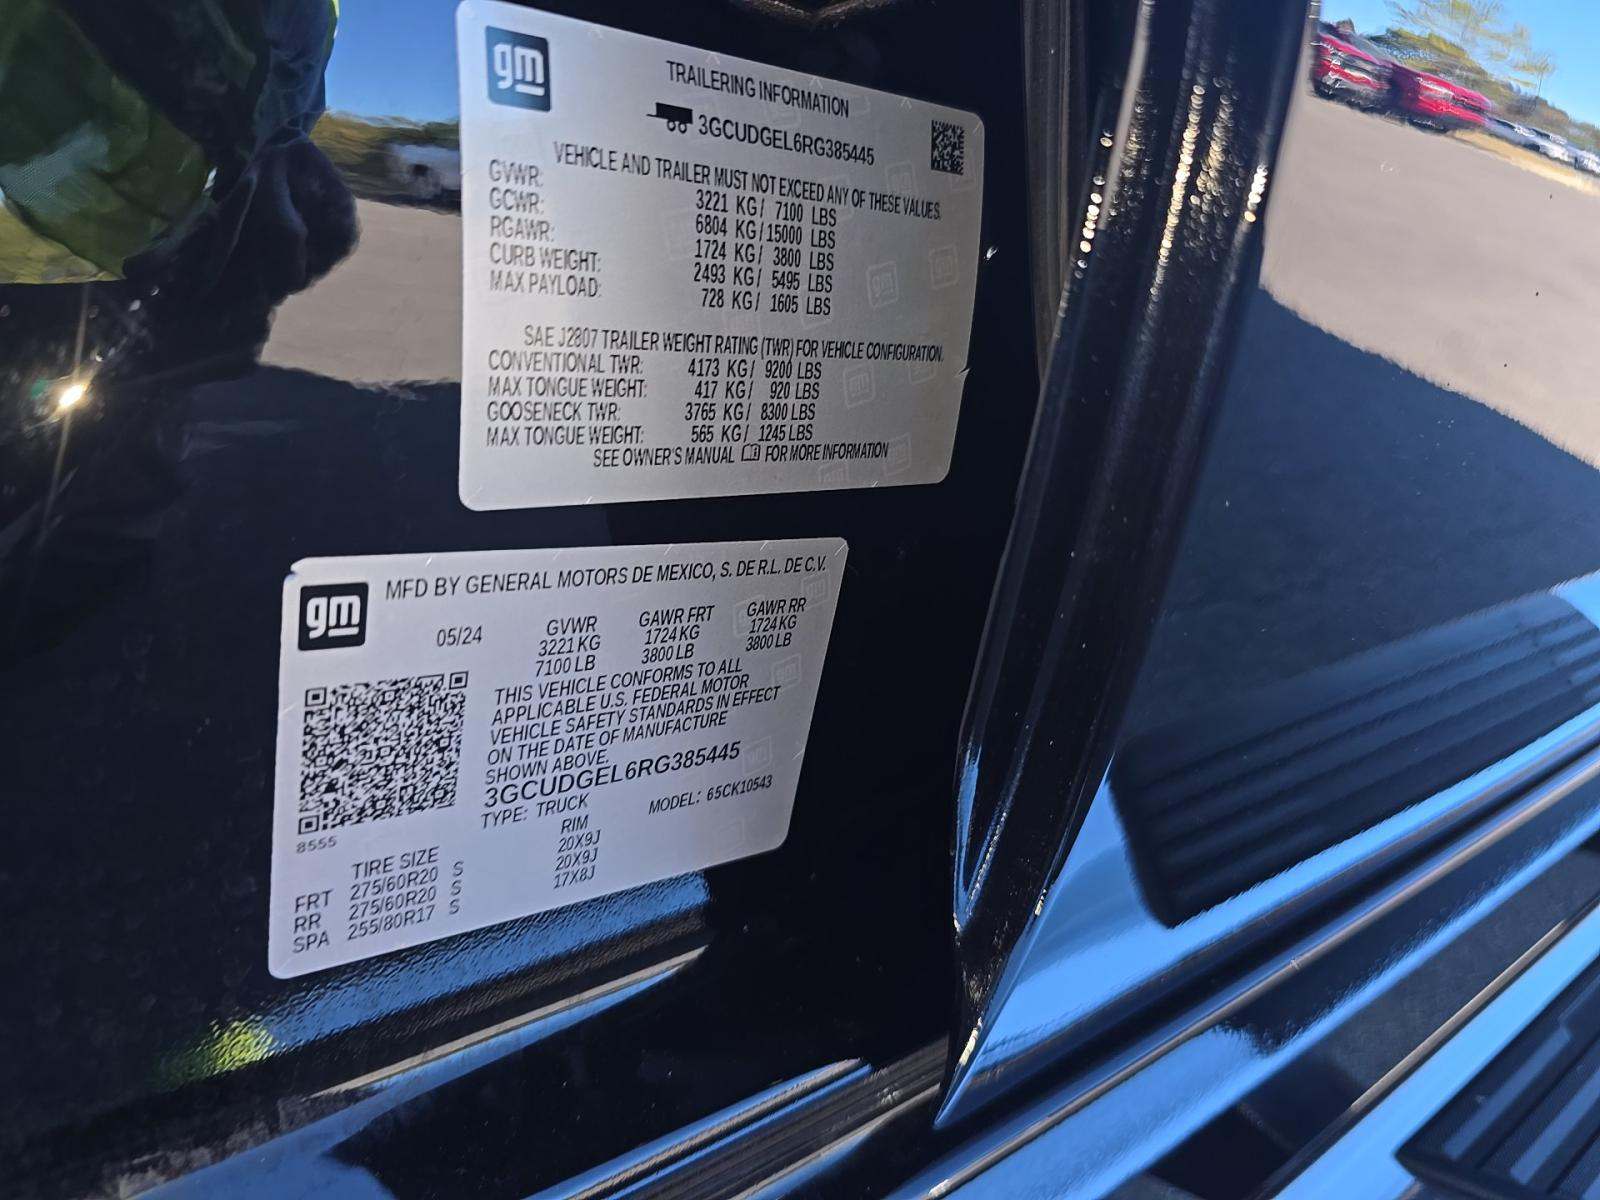 gm
TRAILERING INFORMATION
3GCUDGEL6RG385445
VEHICLE AND TRAILER MUST NOT EXCEED ANY OF THESE VALUES.
GVWR: 3221 KG/ 7100 LBS
GCWR: 6804 KG/ 15000 LBS
RGAWR: 1724 KG/ 3800 LBS
CURB WEIGHT: 2493 KG/ 5495 LBS
MAX PAYLOAD: 728 KG/ 1605 LBS
SAE J2807 TRAILER WEIGHT RATING (TWR) FOR VEHICLE CONFIGURATION.
CONVENTIONAL TWR: 4173 KG/ 9200 LBS
MAX TONGUE WEIGHT: 417 KG/ 920 LBS
GOOSENECK TWR: 3765 KG/ 8300 LBS
MAX TONGUE WEIGHT: 565 KG/ 1245 LBS
SEE OWNER'S MANUAL FOR MORE INFORMATION
gm
MFD BY GENERAL MOTORS DE MEXICO, S. DE R.L. DE C.V.
05/24 GVWR GAWR FRT GAWR RR
3221 KG 1724 KG 1724 KG
7100 LB 3800 LB 3800 LB
THIS VEHICLE CONFORMS TO ALL
APPLICABLE U.S. FEDERAL MOTOR
VEHICLE SAFETY STANDARDS IN EFFECT
ON THE DATE OF MANUFACTURE
SHOWN ABOVE.
3GCUDGEL6RG385445
TYPE: TRUCK MODEL: 65CK10543
8555
TIRE SIZE RIM
FRT 275/60R20 S 20X9J
RR 275/60R20 S 20X9J
SPA 255/80R17 S 17X8J